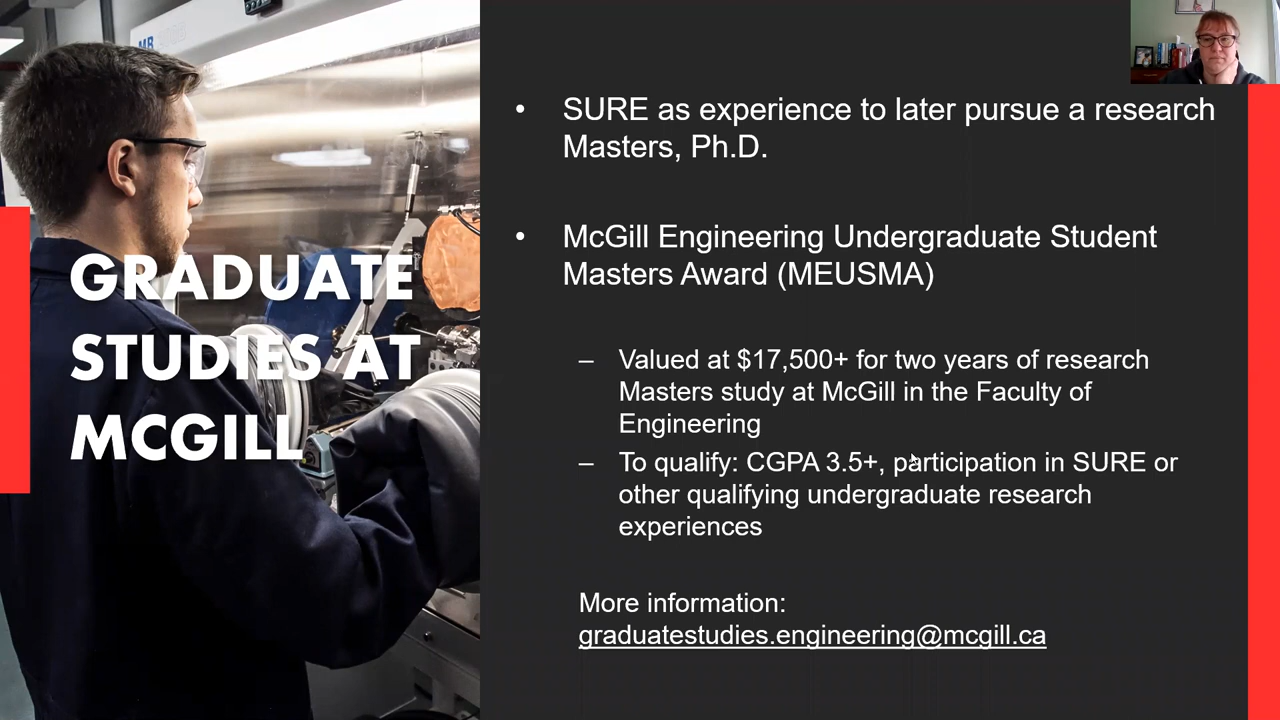 MB
GRADUATE
STUDIES AT
MCGILL
• SURE as experience to later pursue a research
Masters, Ph.D.
• McGill Engineering Undergraduate Student
Masters Award (MEUSMA)
– Valued at $17,500+ for two years of research
Masters study at McGill in the Faculty of
Engineering
– To qualify: CGPA 3.5+, participation in SURE or
other qualifying undergraduate research
experiences
More information:
graduatestudies.engineering@mcgill.ca